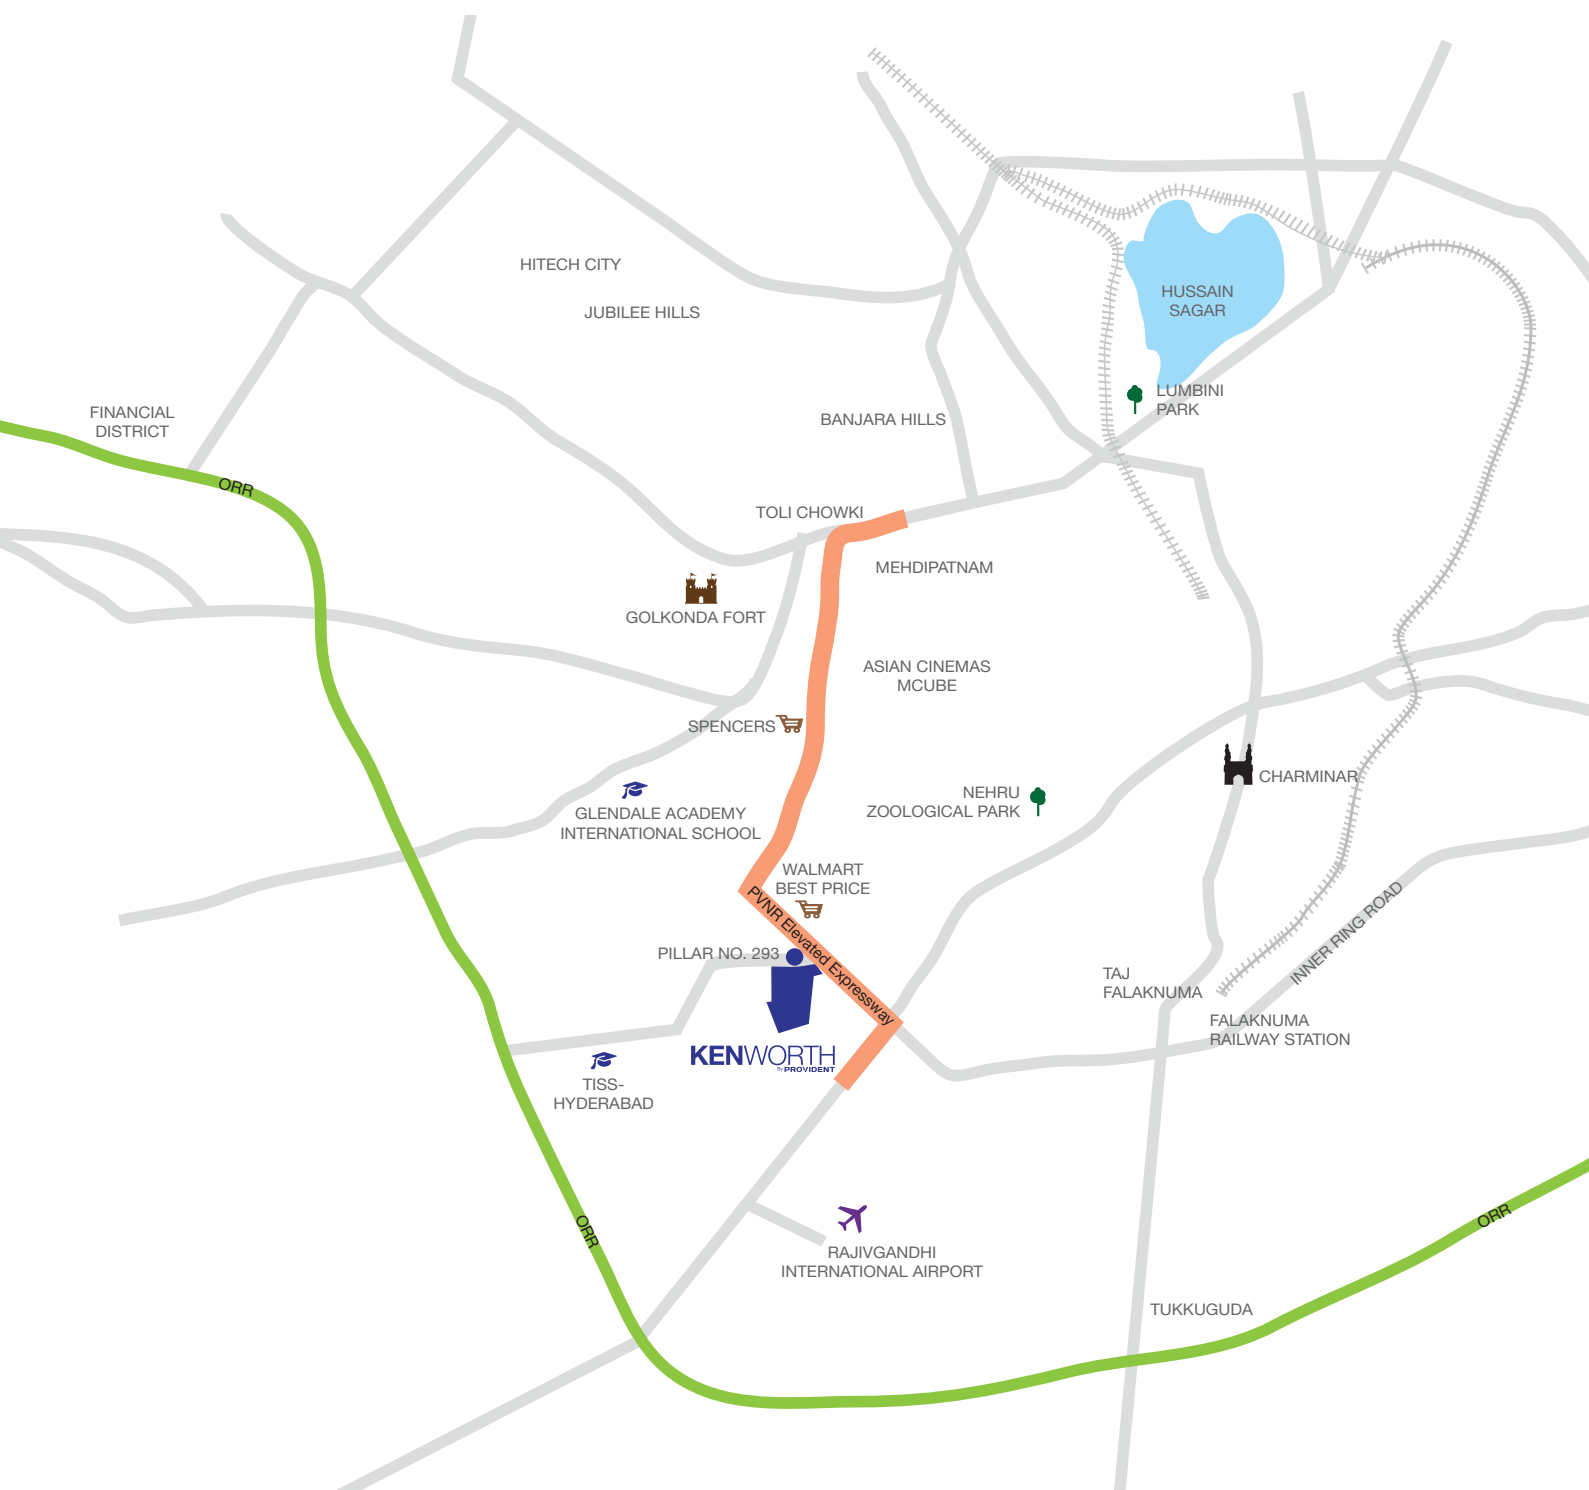 HITECH CITY
JUBILEE HILLS
HUSSAIN
SAGAR
LUMBINI
PARK
FINANCIAL
DISTRICT
BANJARA HILLS
ORR
TOLI CHOWKI
MEHDIPATNAM
GOLKONDA FORT
ASIAN CINEMAS
MCUBE
SPENCERS
CHARMINAR
NEHRU
ZOOLOGICAL PARK
GLENDALE ACADEMY
INTERNATIONAL SCHOOL
WALMART
BEST PRICE
PVNR Elevated Expressway
INNER RING ROAD
PILLAR NO. 293
TAJ
FALAKNUMA
FALAKNUMA
RAILWAY STATION
KENWORTH
By PROVIDENT
TISS-
HYDERABAD
ORR
ORR
RAJIVGANDHI
INTERNATIONAL AIRPORT
TUKKUGUDA